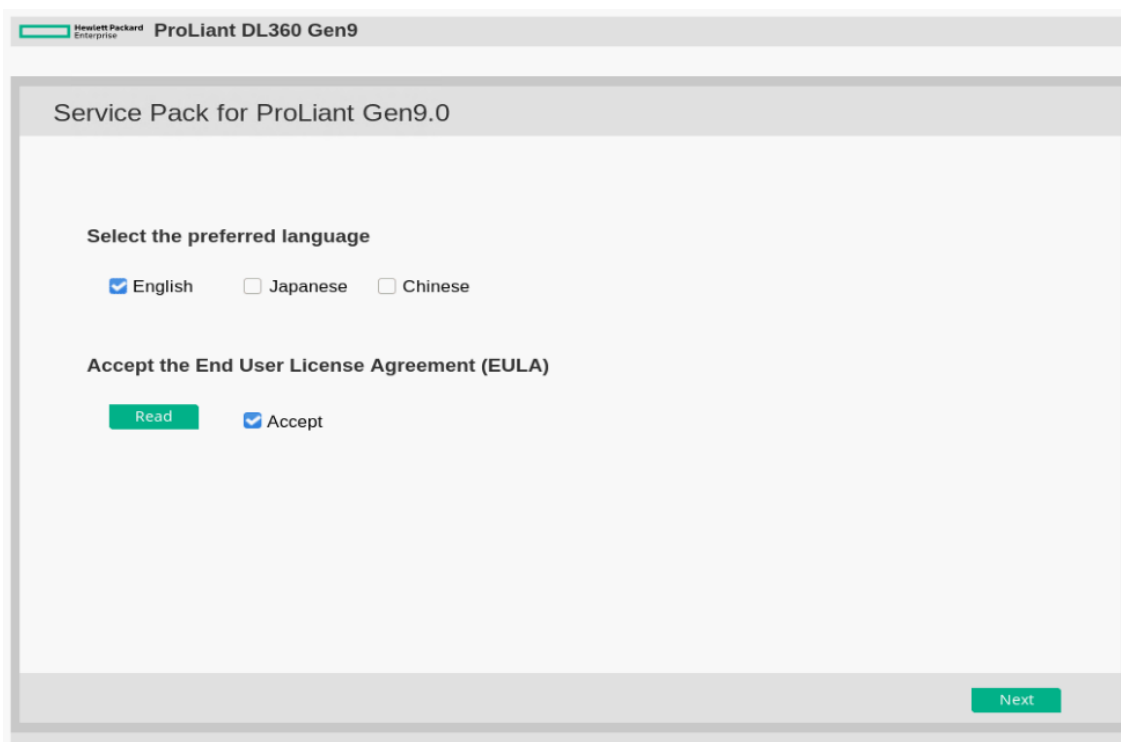 Hewlett Packard
Enterprise
ProLiant DL360 Gen9
Service Pack for ProLiant Gen9.0
Select the preferred language
English Japanese Chinese
Accept the End User License Agreement (EULA)
Read Accept
Next